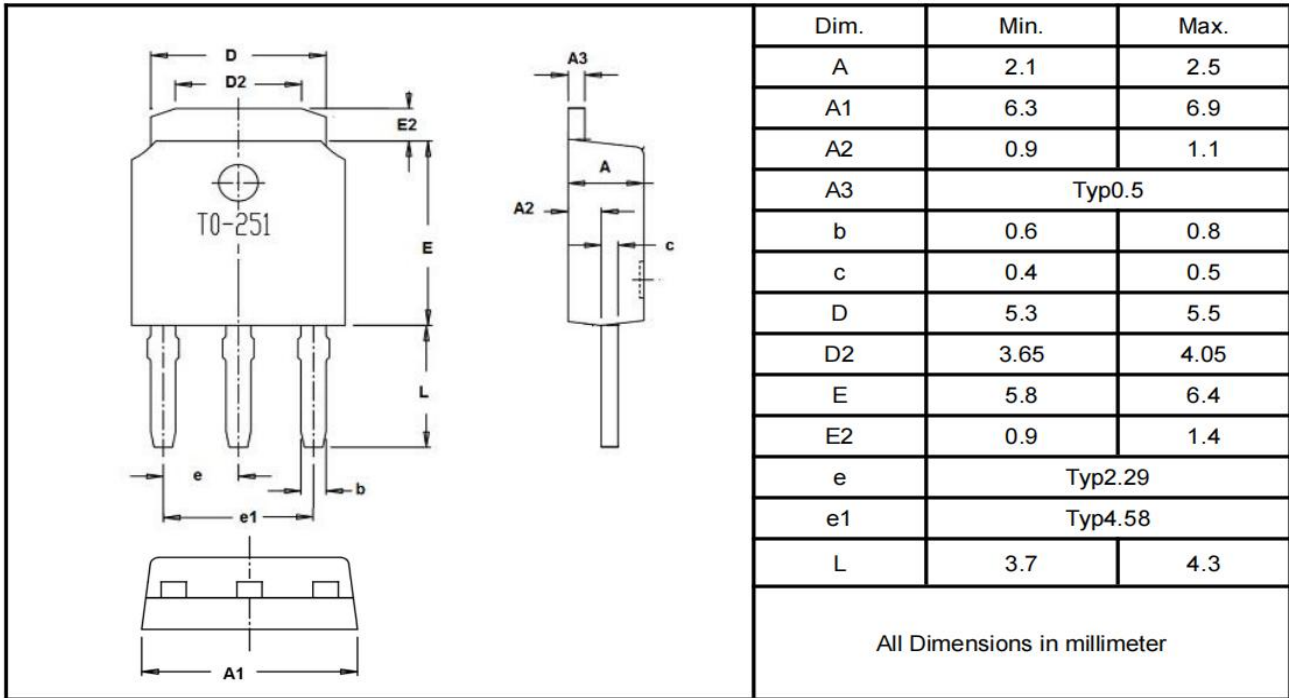 D
D2
E2
TO-251
E
L
e
b
e1
A1
A3
A
A2
c
Dim. Min. Max.
A 2.1 2.5
A1 6.3 6.9
A2 0.9 1.1
A3 Typ0.5
b 0.6 0.8
c 0.4 0.5
D 5.3 5.5
D2 3.65 4.05
E 5.8 6.4
E2 0.9 1.4
e Typ2.29
e1 Typ4.58
L 3.7 4.3
All Dimensions in millimeter